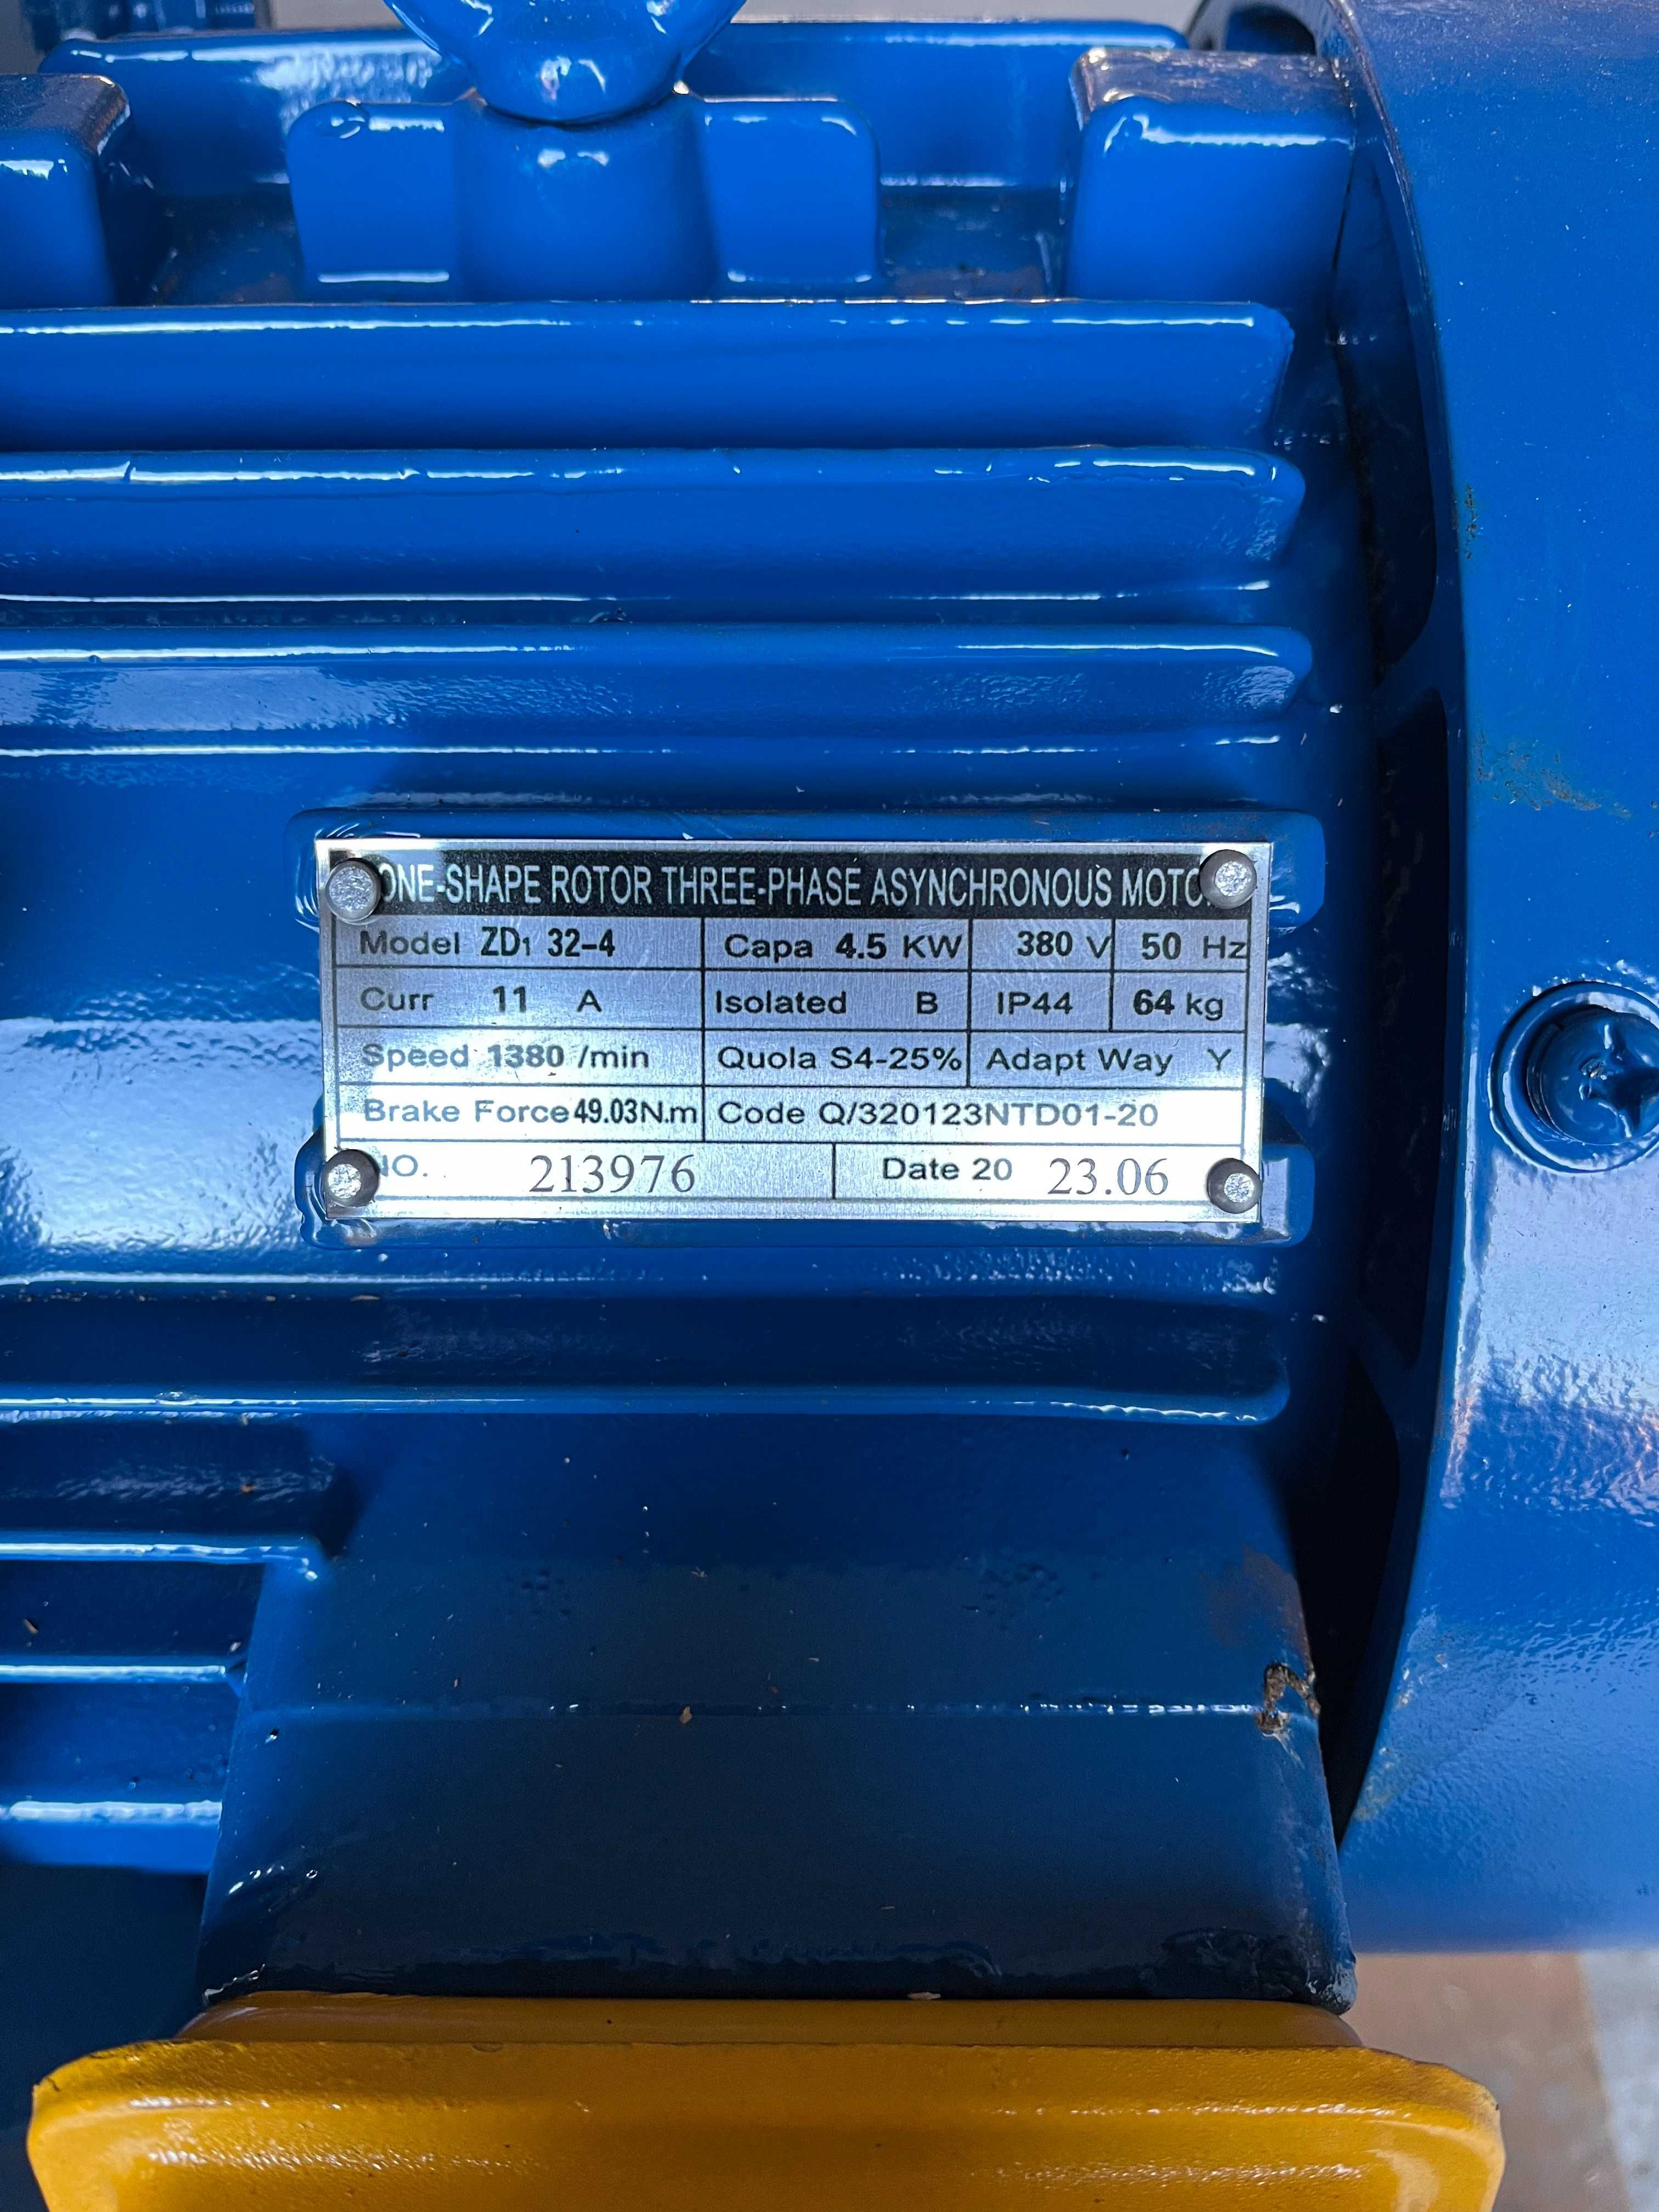 ONE-SHAPE ROTOR THREE-PHASE ASYNCHRONOUS MOTO
Model ZD₁ 32-4 Capa 4.5 KW 380 V 50 Hz
Curr 11 A Isolated B IP44 64 kg
Speed 1380 /min Quola S4-25% Adapt Way Y
Brake Force 49.03N.m Code Q/320123NTD01-20
NO. 213976 Date 20 23.06